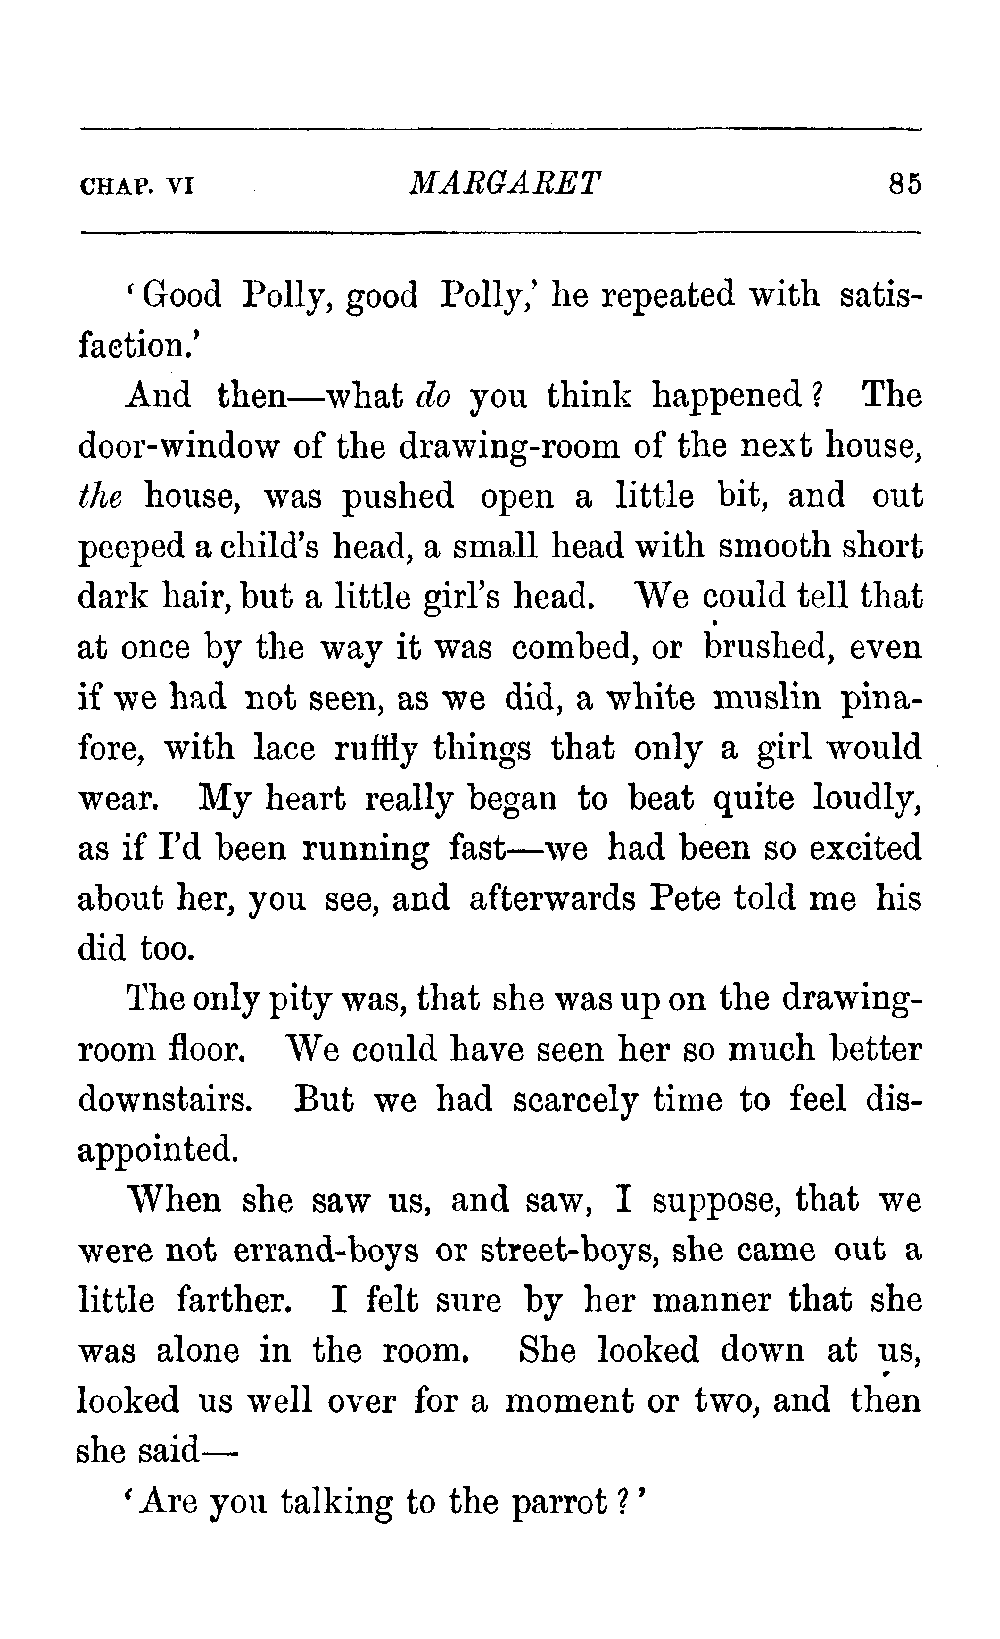 CHAP. VI MARGARET 85
‘Good Polly, good Polly,’ he repeated with satis-
faction.’
And then—what do you think happened? The
door-window of the drawing-room of the next house,
the house, was pushed open a little bit, and out
peeped a child’s head, a small head with smooth short
dark hair, but a little girl’s head. We could tell that
at once by the way it was combed, or brushed, even
if we had not seen, as we did, a white muslin pina-
fore, with lace ruffly things that only a girl would
wear. My heart really began to beat quite loudly,
as if I’d been running fast—we had been so excited
about her, you see, and afterwards Pete told me his
did too.
The only pity was, that she was up on the drawing-
room floor. We could have seen her so much better
downstairs. But we had scarcely time to feel dis-
appointed.
When she saw us, and saw, I suppose, that we
were not errand-boys or street-boys, she came out a
little farther. I felt sure by her manner that she
was alone in the room. She looked down at us,
looked us well over for a moment or two, and then
she said—
‘Are you talking to the parrot?’